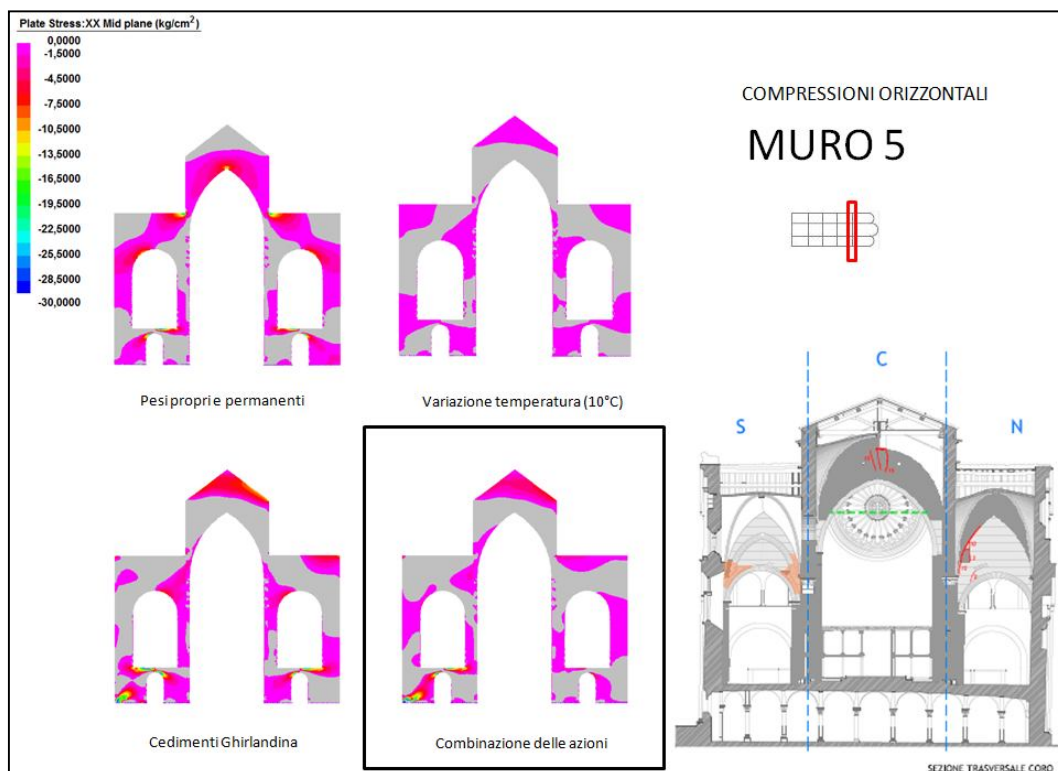 Plate Stress:XX Mid plane (kg/cm²)
0,0000
-1,5000
-4,5000
-7,5000
-10,5000
-13,5000
-16,5000
-19,5000
-22,5000
-25,5000
-28,5000
-30,0000
COMPRESSIONI ORIZZONTALI
MURO 5
Pesi propri e permanenti
Variazione temperatura (10°C)
C
S
N
Cedimenti Ghirlandina
Combinazione delle azioni
SEZIONE TRASVERSALE CORO